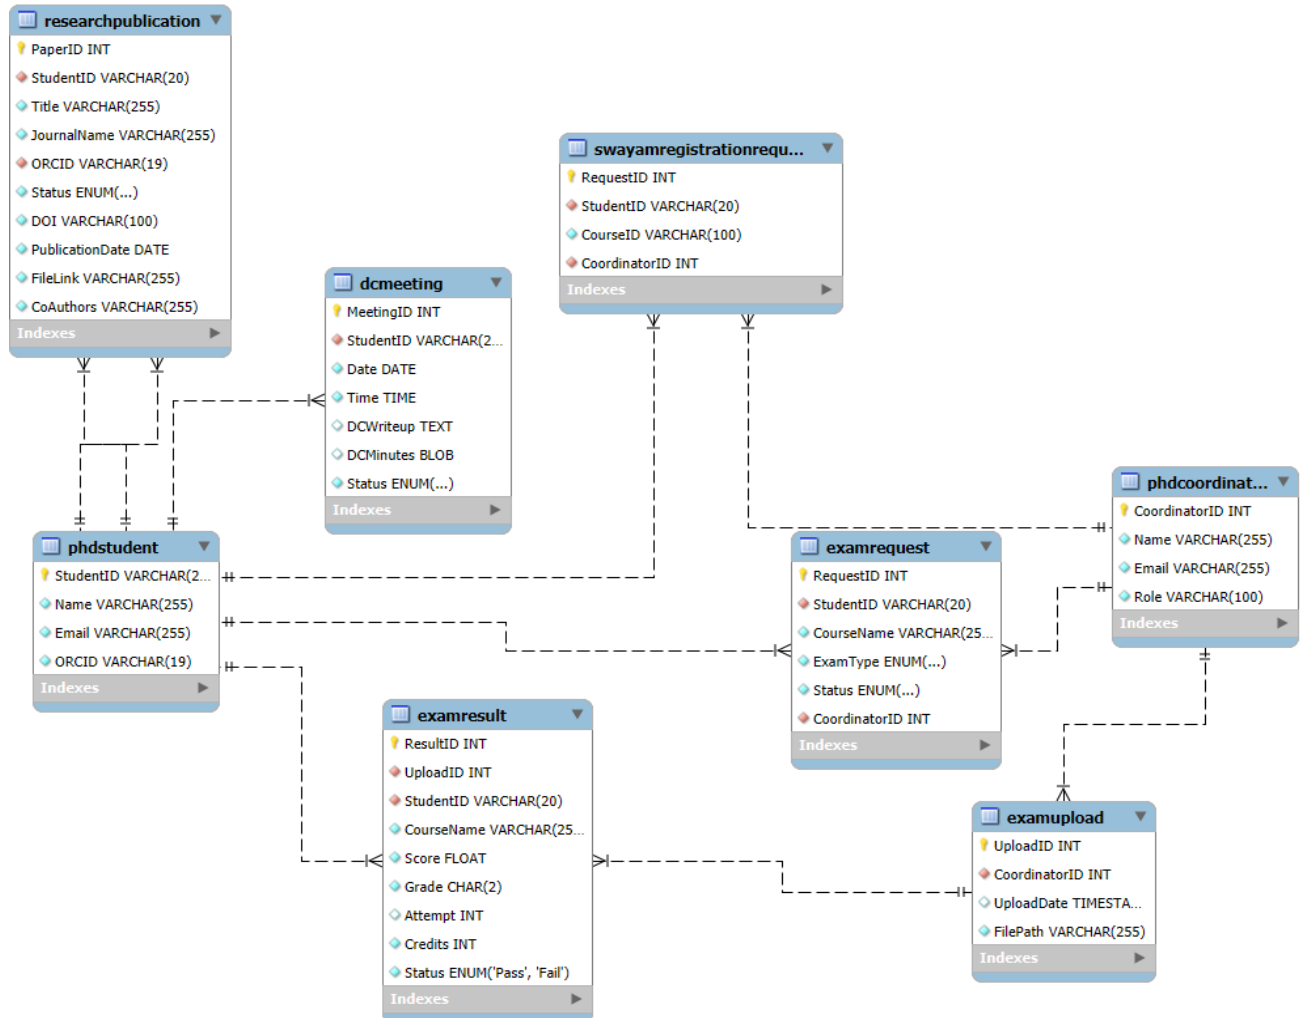 researchpublication
PaperID INT
StudentID VARCHAR(20)
Title VARCHAR(255)
JournalName VARCHAR(255)
ORCID VARCHAR(19)
Status ENUM(...)
DOI VARCHAR(100)
PublicationDate DATE
FileLink VARCHAR(255)
CoAuthors VARCHAR(255)
Indexes
swayamregistrationrequ...
RequestID INT
StudentID VARCHAR(20)
CourseID VARCHAR(100)
CoordinatorID INT
Indexes
dcmeeting
MeetingID INT
StudentID VARCHAR(2...
Date DATE
Time TIME
DCWriteup TEXT
DCMinutes BLOB
Status ENUM(...)
Indexes
phdcoordinat...
CoordinatorID INT
Name VARCHAR(255)
Email VARCHAR(255)
Role VARCHAR(100)
Indexes
phdstudent
StudentID VARCHAR(2...
Name VARCHAR(255)
Email VARCHAR(255)
ORCID VARCHAR(19)
Indexes
examrequest
RequestID INT
StudentID VARCHAR(20)
CourseName VARCHAR(25...
ExamType ENUM(...)
Status ENUM(...)
CoordinatorID INT
Indexes
examresult
ResultID INT
UploadID INT
StudentID VARCHAR(20)
CourseName VARCHAR(25...
Score FLOAT
Grade CHAR(2)
Attempt INT
Credits INT
Status ENUM('Pass', 'Fail')
Indexes
examupload
UploadID INT
CoordinatorID INT
UploadDate TIMESTA...
FilePath VARCHAR(255)
Indexes